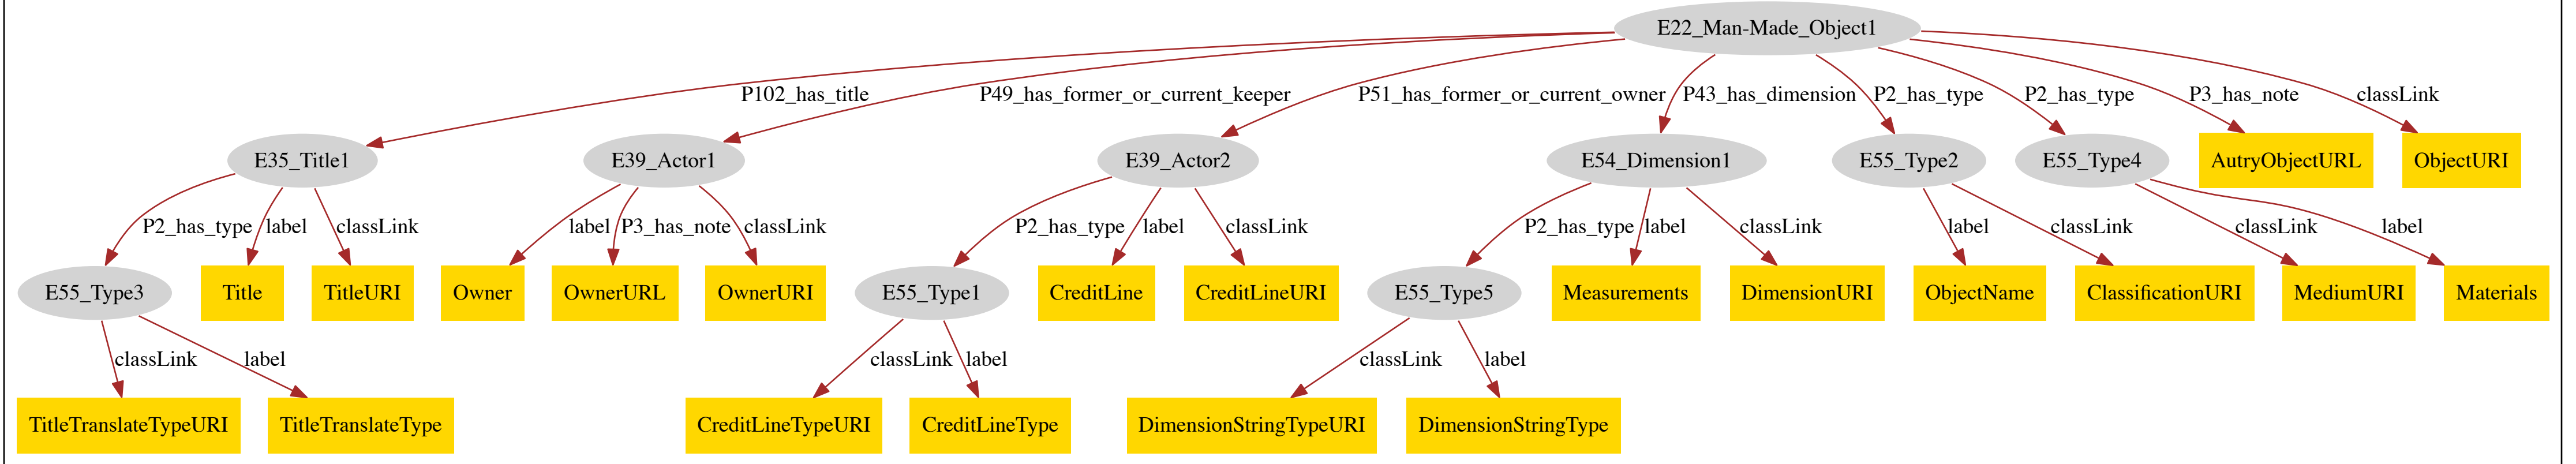 E22_Man-Made_Object1
P102_has_title P49_has_former_or_current_keeper P51_has_former_or_current_owner P43_has_dimension P2_has_type P2_has_type P3_has_note classLink
E35_Title1 E39_Actor1 E39_Actor2 E54_Dimension1 E55_Type2 E55_Type4 AutryObjectURL ObjectURI
P2_has_type label classLink label P3_has_note classLink P2_has_type label classLink P2_has_type label classLink label classLink classLink label
E55_Type3 Title TitleURI Owner OwnerURL OwnerURI E55_Type1 CreditLine CreditLineURI E55_Type5 Measurements DimensionURI ObjectName ClassificationURI MediumURI Materials
classLink label classLink label classLink label
TitleTranslateTypeURI TitleTranslateType CreditLineTypeURI CreditLineType DimensionStringTypeURI DimensionStringType